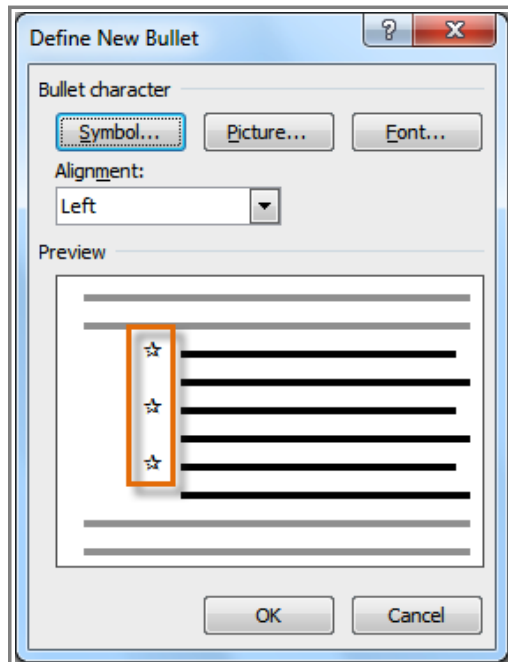 Define New Bullet
Bullet character
Symbol... Picture... Font...
Alignment:
Left
Preview
OK Cancel